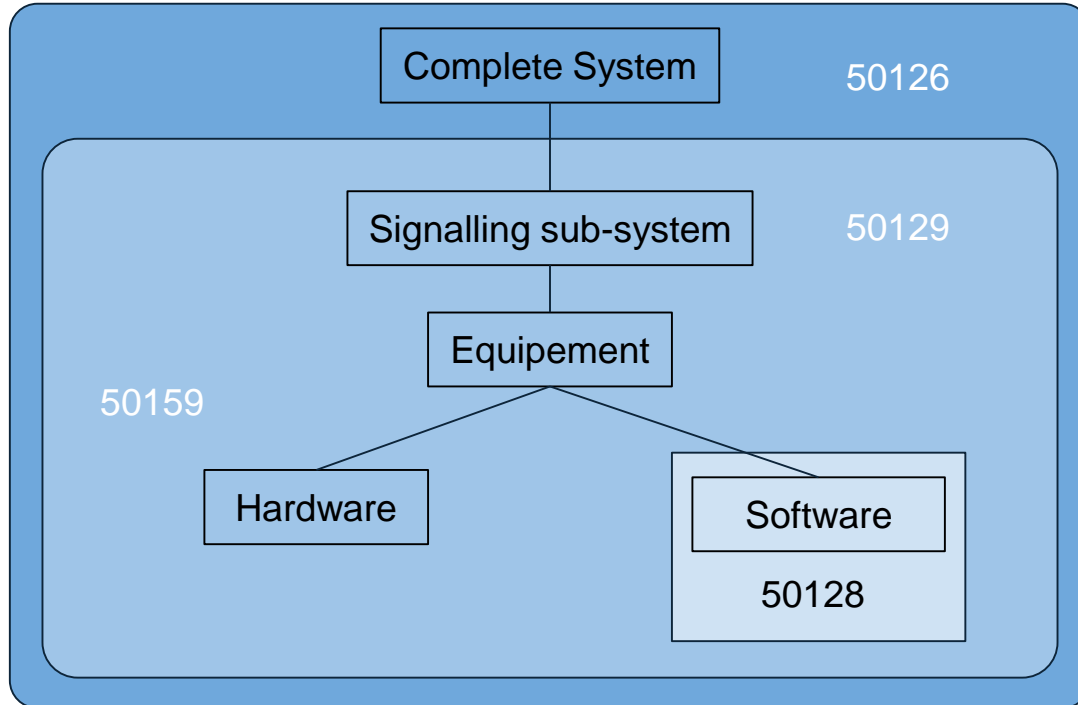 Complete System
50126
Signalling sub-system
50129
Equipement
50159
Hardware
Software
50128